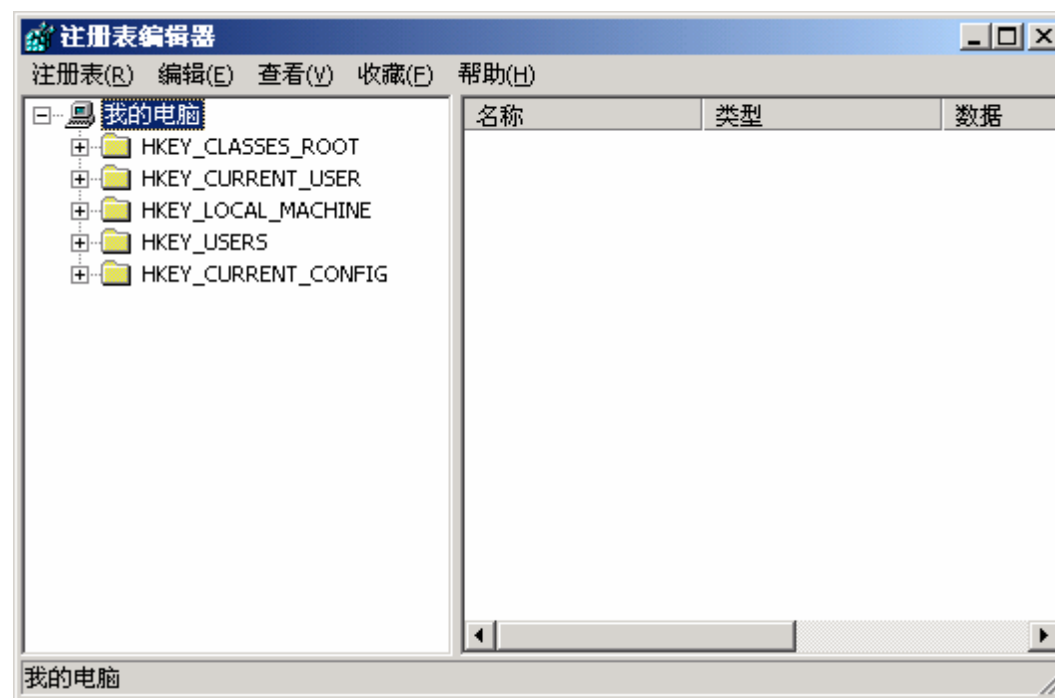 注册表编辑器
注册表(R) 编辑(E) 查看(V) 收藏(F) 帮助(H)
我的电脑
HKEY_CLASSES_ROOT
HKEY_CURRENT_USER
HKEY_LOCAL_MACHINE
HKEY_USERS
HKEY_CURRENT_CONFIG
名称 类型 数据
我的电脑